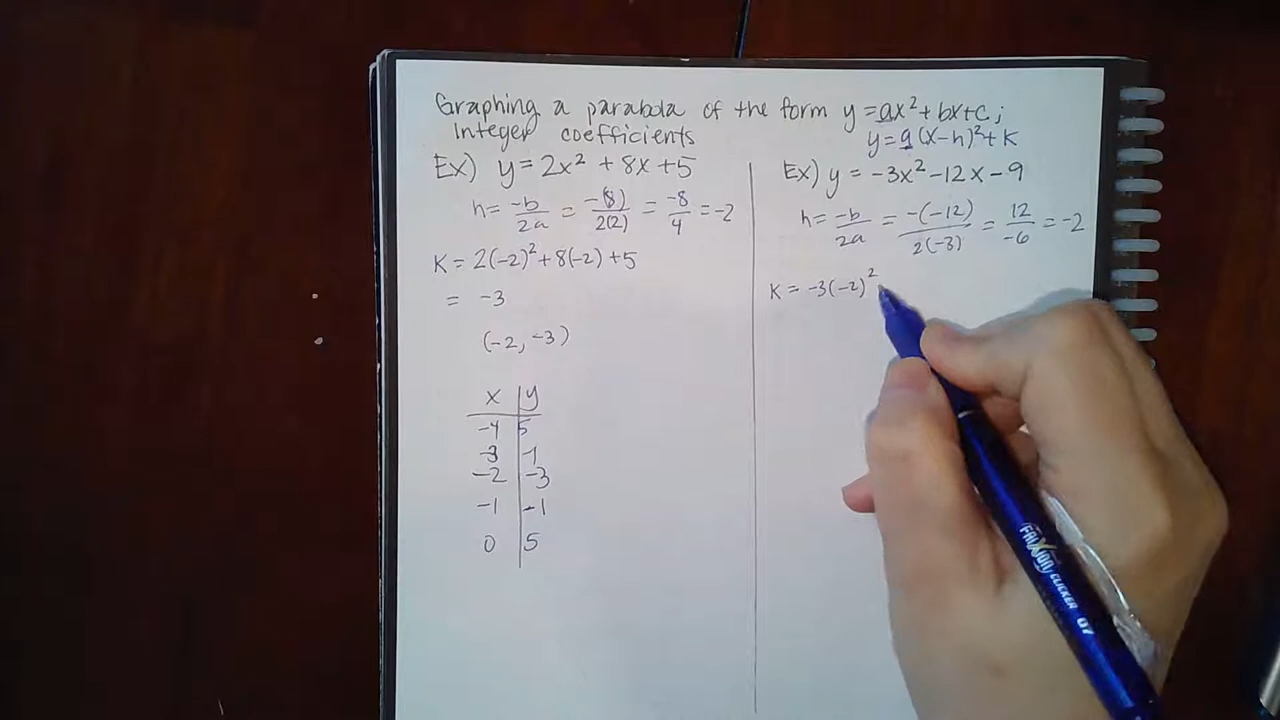 Graphing a parabola of the form y = ax² + bx + c;
Integer coefficients
y = a(x-h)² + k
Ex) y = 2x² + 8x + 5
h = -b/2a = -(8)/2(2) = -8/4 = -2
K = 2(-2)² + 8(-2) + 5
= -3
(-2, -3)
x | y
-4 | 5
-3 | -1
-2 | -3
-1 | -1
0 | 5
Ex) y = -3x² - 12x - 9
h = -b/2a = -(-12)/2(-3) = 12/-6 = -2
K = -3(-2)²
FriXion CLICKER 07